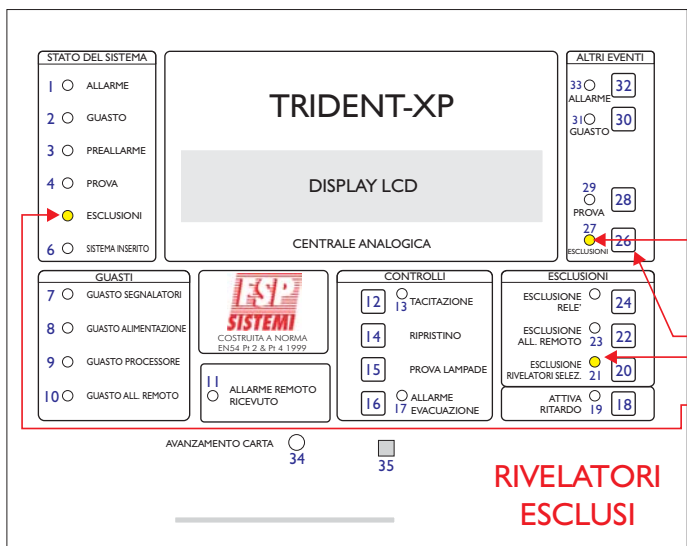 STATO DEL SISTEMA
1 ALLARME
2 GUASTO
3 PREALLARME
4 PROVA
ESCLUSIONI
6 SISTEMA INSERITO
TRIDENT-XP
DISPLAY LCD
CENTRALE ANALOGICA
ALTRI EVENTI
33 32
ALLARME
31 30
GUASTO
29
28
PROVA
27
26
ESCLUSIONI
GUASTI
7 GUASTO SEGNALATORI
8 GUASTO ALIMENTAZIONE
9 GUASTO PROCESSORE
10 GUASTO ALL. REMOTO
FSP
SISTEMI
COSTRUITA A NORMA
EN54 Pt 2 & Pt 4 1999
11
ALLARME REMOTO
RICEVUTO
CONTROLLI
12 TACITAZIONE
13
14 RIPRISTINO
15 PROVA LAMPADE
16 ALLARME
17 EVACUAZIONE
ESCLUSIONI
ESCLUSIONE
RELE'
24
ESCLUSIONE
ALL. REMOTO
23 22
ESCLUSIONE
RIVELATORI SELEZ.
21 20
ATTIVA
RITARDO
19 18
AVANZAMENTO CARTA
34
35
RIVELATORI
ESCLUSI